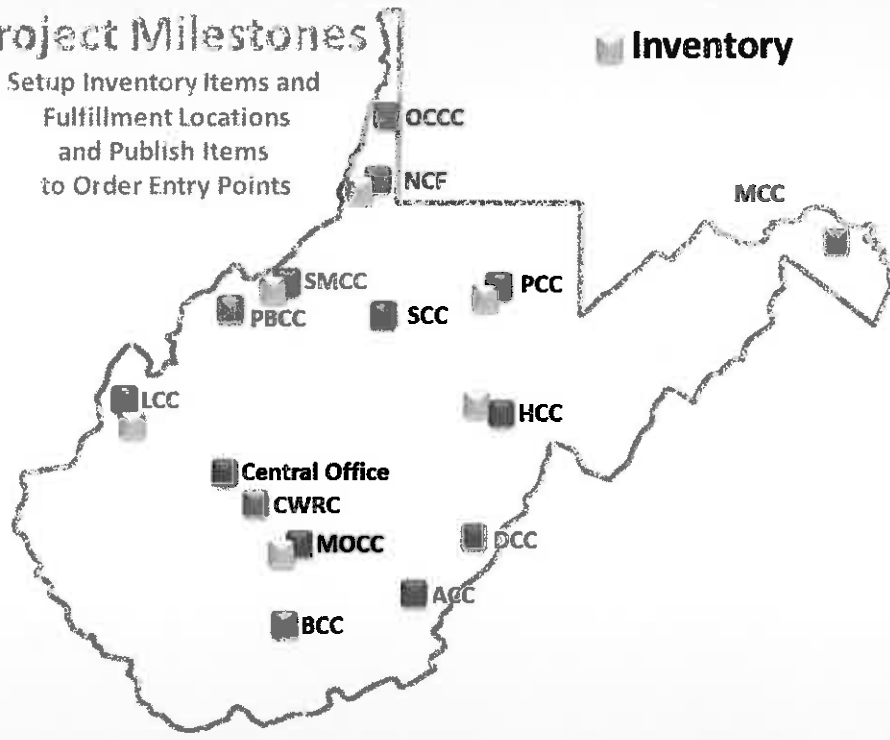 roject Milestones
Setup Inventory Items and
Fulfillment Locations
and Publish Items
to Order Entry Points
Inventory
OCCC
NCF
MCC
SMCC
PCC
PBCC
SCC
LCC
HCC
Central Office
CWRC
MOCC
DCC
ACC
BCC